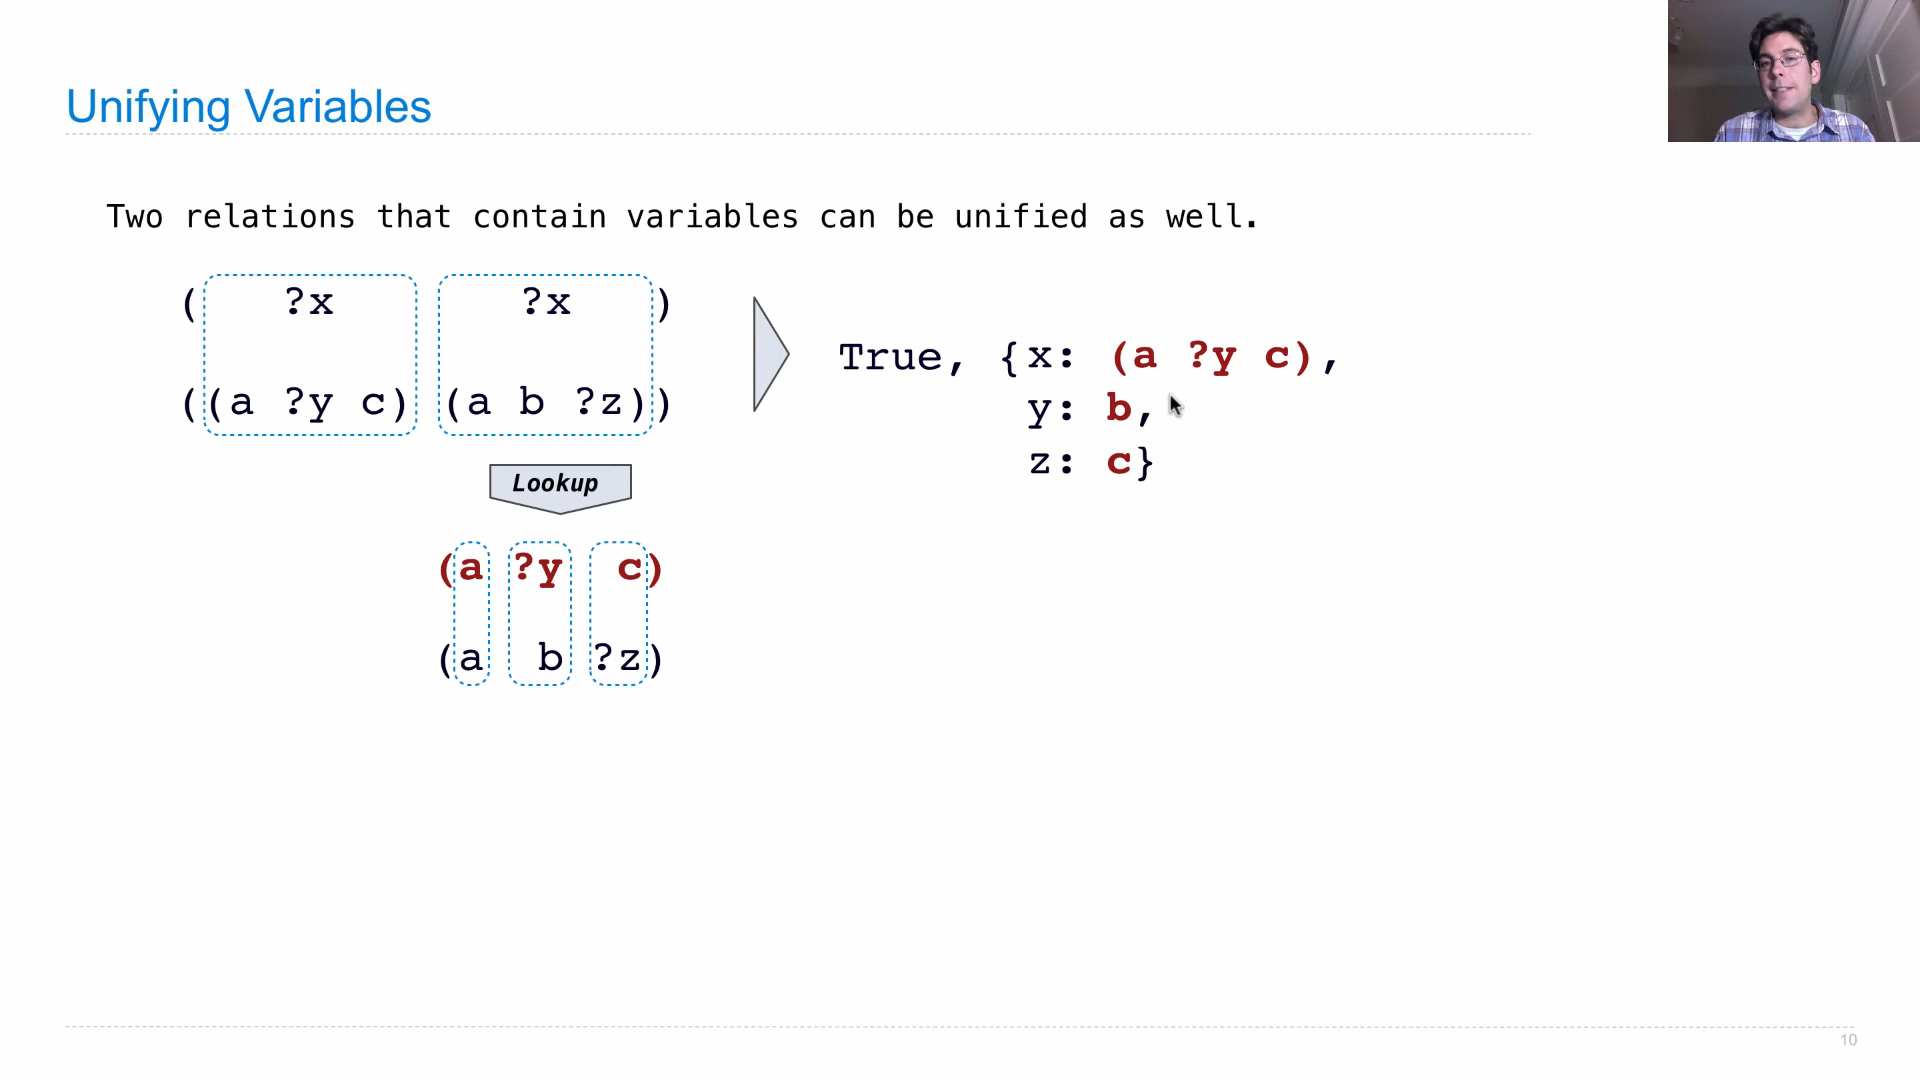 Unifying Variables
Two relations that contain variables can be unified as well.
( ?x ?x )
((a ?y c) (a b ?z))
True, {x: (a ?y c),
y: b,
z: c}
Lookup
(a ?y c)
(a b ?z)
10